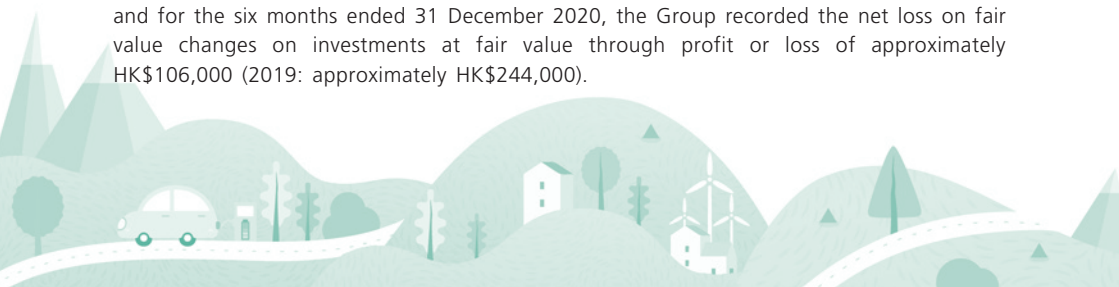 and for the six months ended 31 December 2020, the Group recorded the net loss on fair
value changes on investments at fair value through profit or loss of approximately
HK$106,000 (2019: approximately HK$244,000).